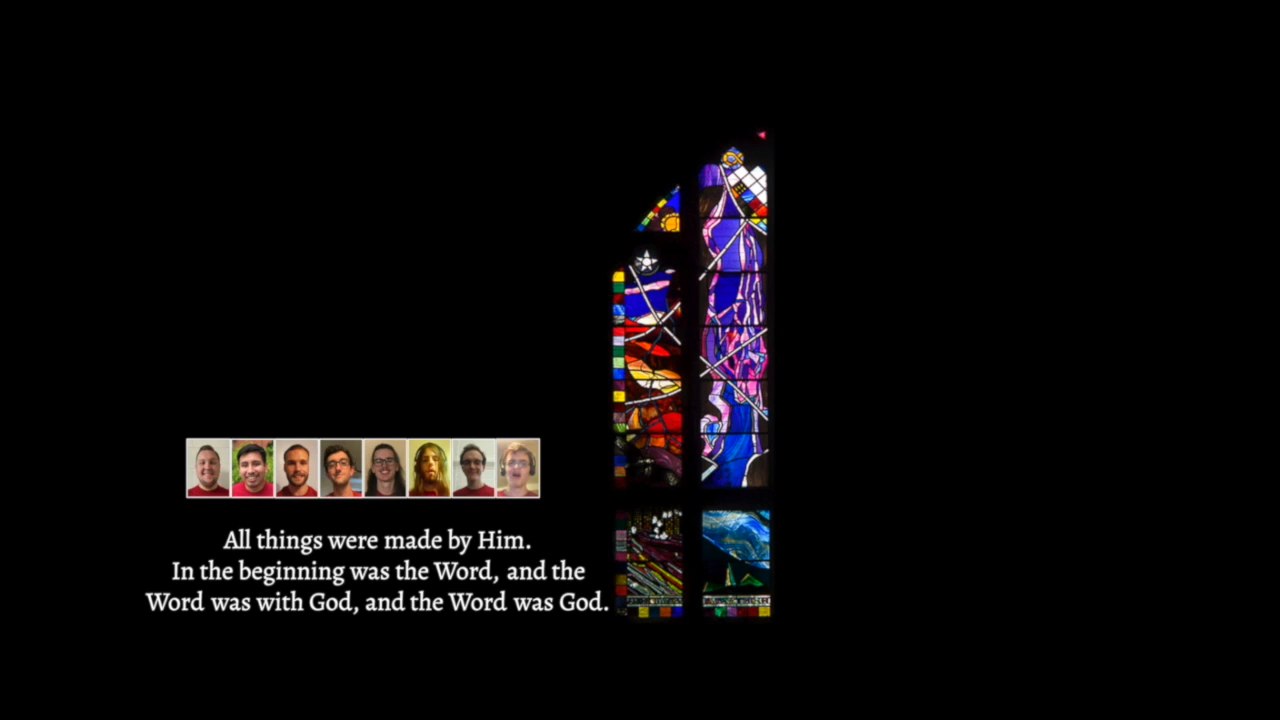 All things were made by Him.
In the beginning was the Word, and the
Word was with God, and the Word was God.